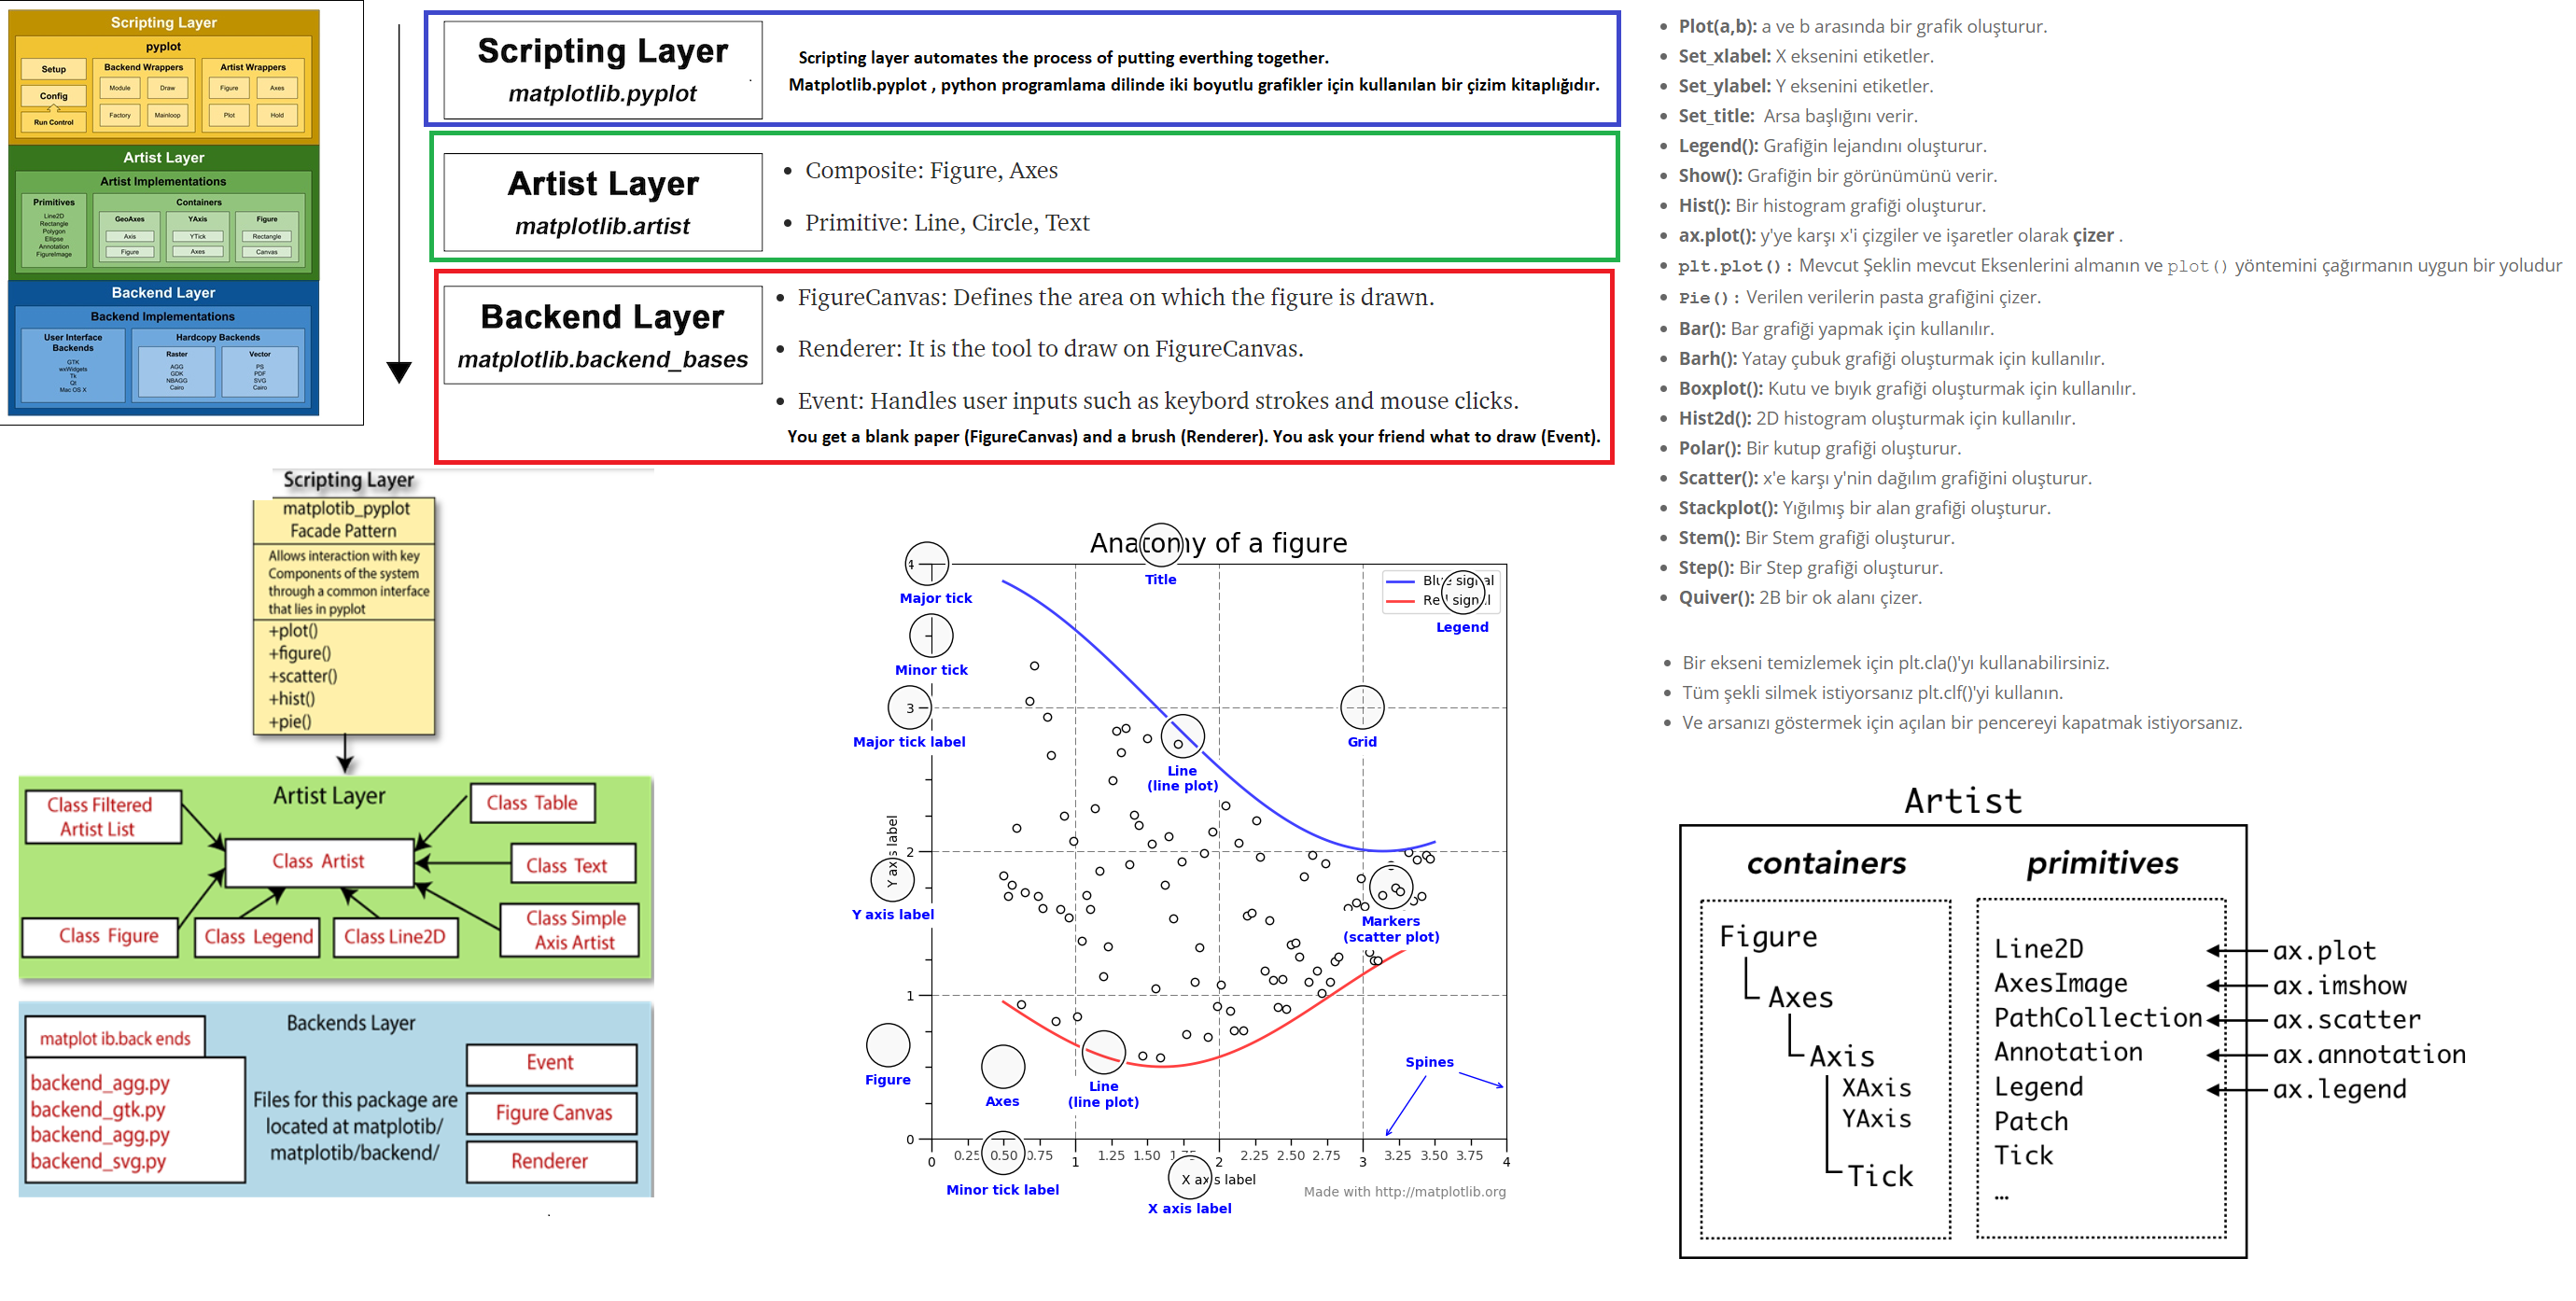 Scripting Layer
pyplot
Setup
Config
Run Control
Backend Wrappers
Module
Draw
Factory
Mainloop
Artist Wrappers
Figure
Axes
Plot
Hold
Artist Layer
Artist Implementations
Primitives
Line2D
Rectangle
Polygon
Ellipse
Annotation
FigureImage
Containers
GeoAxes
Axis
Figure
YAxis
YTick
Axes
Figure
Rectangle
Canvas
Backend Layer
Backend Implementations
User Interface
Backends
GTK
wxWidgets
Tk
Qt
Mac OS X
Hardcopy Backends
Raster
AGG
GDK
NBAGG
Cairo
Vector
PS
PDF
SVG
Cairo
Scripting Layer
matplotlib.pyplot
Scripting layer automates the process of putting everthing together.
Matplotlib.pyplot , python programlama dilinde iki boyutlu grafikler için kullanılan bir çizim kitaplığıdır.
Artist Layer
matplotlib.artist
• Composite: Figure, Axes
• Primitive: Line, Circle, Text
Backend Layer
matplotlib.backend_bases
• FigureCanvas: Defines the area on which the figure is drawn.
• Renderer: It is the tool to draw on FigureCanvas.
• Event: Handles user inputs such as keybord strokes and mouse clicks.
You get a blank paper (FigureCanvas) and a brush (Renderer). You ask your friend what to draw (Event).
• Plot(a,b): a ve b arasında bir grafik oluşturur.
• Set_xlabel: X eksenini etiketler.
• Set_ylabel: Y eksenini etiketler.
• Set_title: Arsa başlığını verir.
• Legend(): Grafiğin lejandını oluşturur.
• Show(): Grafiğin bir görünümünü verir.
• Hist(): Bir histogram grafiği oluşturur.
• ax.plot(): y'ye karşı x'i çizgiler ve işaretler olarak çizer .
• plt.plot(): Mevcut Şeklin mevcut Eksenlerini almanın ve plot() yöntemini çağırmanın uygun bir yoludur
• Pie(): Verilen verilerin pasta grafiğini çizer.
• Bar(): Bar grafiği yapmak için kullanılır.
• Barh(): Yatay çubuk grafiği oluşturmak için kullanılır.
• Boxplot(): Kutu ve bıyık grafiği oluşturmak için kullanılır.
• Hist2d(): 2D histogram oluşturmak için kullanılır.
• Polar(): Bir kutup grafiği oluşturur.
• Scatter(): x'e karşı y'nin dağılım grafiğini oluşturur.
• Stackplot(): Yığılmış bir alan grafiği oluşturur.
• Stem(): Bir Stem grafiği oluşturur.
• Step(): Bir Step grafiği oluşturur.
• Quiver(): 2B bir ok alanı çizer.
• Bir ekseni temizlemek için plt.cla()'yı kullanabilirsiniz.
• Tüm şekli silmek istiyorsanız plt.clf()'yi kullanın.
• Ve arsanızı göstermek için açılan bir pencereyi kapatmak istiyorsanız.
Scripting Layer
matplotib_pyplot
Facade Pattern
Allows interaction with key
Components of the system
through a common interface
that lies in pyplot
+plot()
+figure()
+scatter()
+hist()
+pie()
Artist Layer
Class Filtered
Artist List
Class Table
Class Artist
Class Text
Class Figure
Class Legend
Class Line2D
Class Simple
Axis Artist
Backends Layer
matplot ib.back ends
backend_agg.py
backend_gtk.py
backend_agg.py
backend_svg.py
Files for this package are
located at matplotib/
matplotib/backend/
Event
Figure Canvas
Renderer
Anatomy of a figure
Title
4
Major tick
Minor tick
3
Major tick label
Blue signal
Red signal
Legend
Grid
Line
(line plot)
2
Y axis label
Y axis label
Markers
(scatter plot)
1
Figure
Axes
Line
(line plot)
Spines
0
0 0.25 0.50 0.75 1 1.25 1.50 1.75 2 2.25 2.50 2.75 3 3.25 3.50 3.75 4
Minor tick label
X axis label
X axis label
Made with http://matplotlib.org
Artist
containers
Figure
Axes
Axis
XAxis
YAxis
Tick
primitives
Line2D
AxesImage
PathCollection
Annotation
Legend
Patch
Tick
…
ax.plot
ax.imshow
ax.scatter
ax.annotation
ax.legend